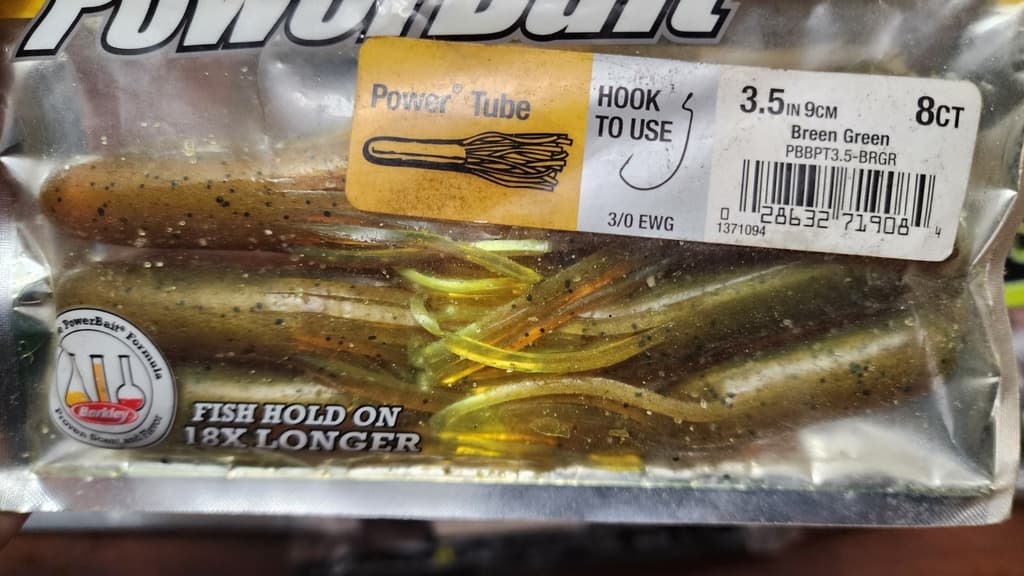 PowerBait
Power® Tube
HOOK
TO USE
3/0 EWG
3.5IN 9CM
8CT
Breen Green
PBBPT3.5-BRGR
0 28632 71908 4
1371094
PowerBait® Formula
Berkley
Proven Scent and Flavor
FISH HOLD ON
18X LONGER